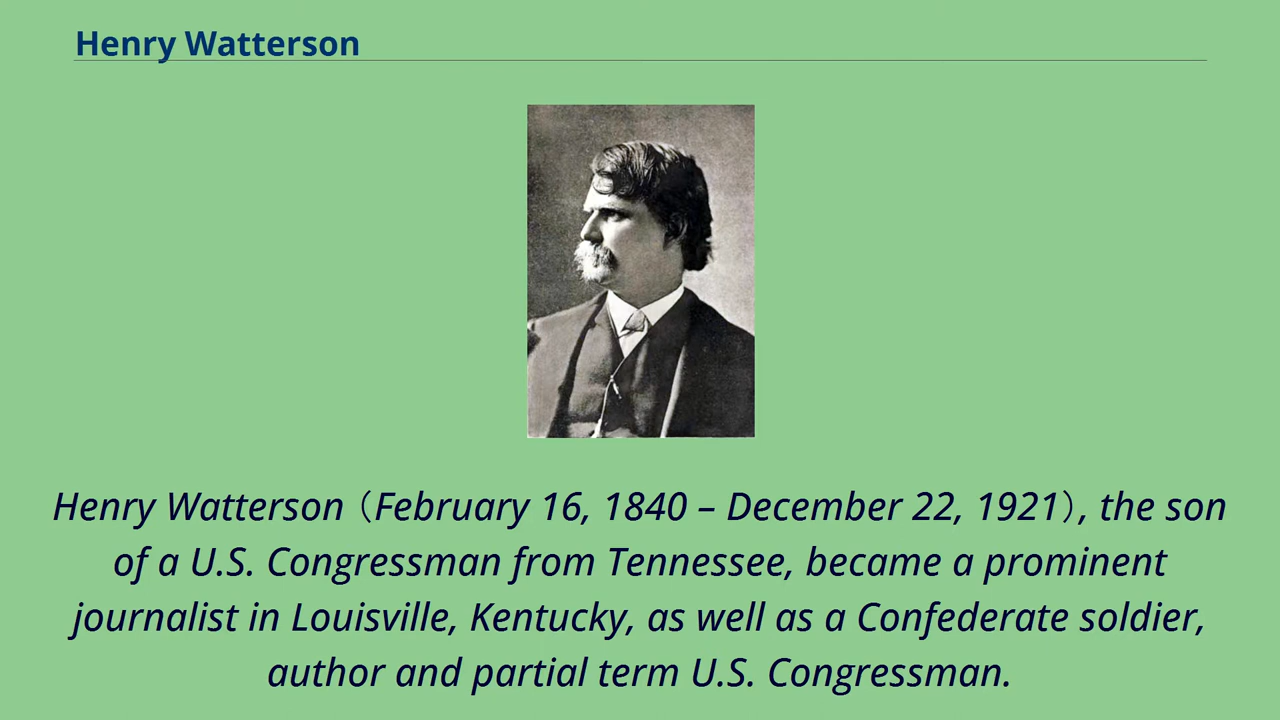 Henry Watterson
Henry Watterson（February 16, 1840 – December 22, 1921）, the son
of a U.S. Congressman from Tennessee, became a prominent
journalist in Louisville, Kentucky, as well as a Confederate soldier,
author and partial term U.S. Congressman.